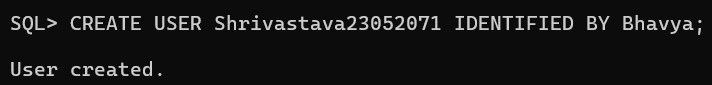 SQL> CREATE USER Shrivastava23052071 IDENTIFIED BY Bhavya;
User created.